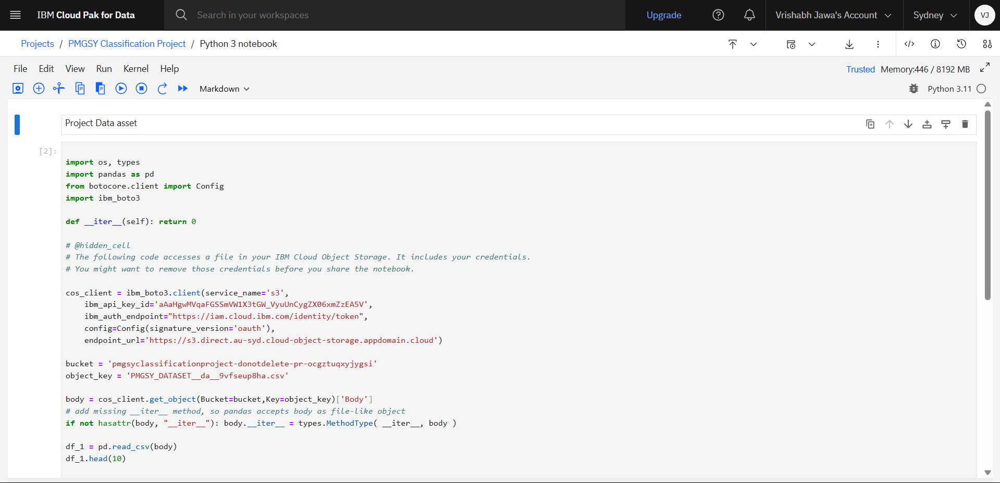 IBM Cloud Pak for Data
Search in your workspaces
Upgrade
Vrishabh Jawa's Account
Sydney
VJ
Projects / PMGSY Classification Project / Python 3 notebook
File Edit View Run Kernel Help
Trusted Memory:446 / 8192 MB
Markdown
Python 3.11
Project Data asset
[2]:
import os, types
import pandas as pd
from botocore.client import Config
import ibm_boto3
def __iter__(self): return 0
# @hidden_cell
# The following code accesses a file in your IBM Cloud Object Storage. It includes your credentials.
# You might want to remove those credentials before you share the notebook.
cos_client = ibm_boto3.client(service_name='s3',
    ibm_api_key_id='aAaHgwMVqaFGSSmVW1X3tGW_VyuUnCygZX06xmZzEA5V',
    ibm_auth_endpoint="https://iam.cloud.ibm.com/identity/token",
    config=Config(signature_version='oauth'),
    endpoint_url='https://s3.direct.au-syd.cloud-object-storage.appdomain.cloud')
bucket = 'pmgsyclassificationproject-donotdelete-pr-ocgztuqxyjygsi'
object_key = 'PMGSY_DATASET__da__9vfseup8ha.csv'
body = cos_client.get_object(Bucket=bucket,Key=object_key)['Body']
# add missing __iter__ method, so pandas accepts body as file-like object
if not hasattr(body, "__iter__"): body.__iter__ = types.MethodType( __iter__, body )
df_1 = pd.read_csv(body)
df_1.head(10)